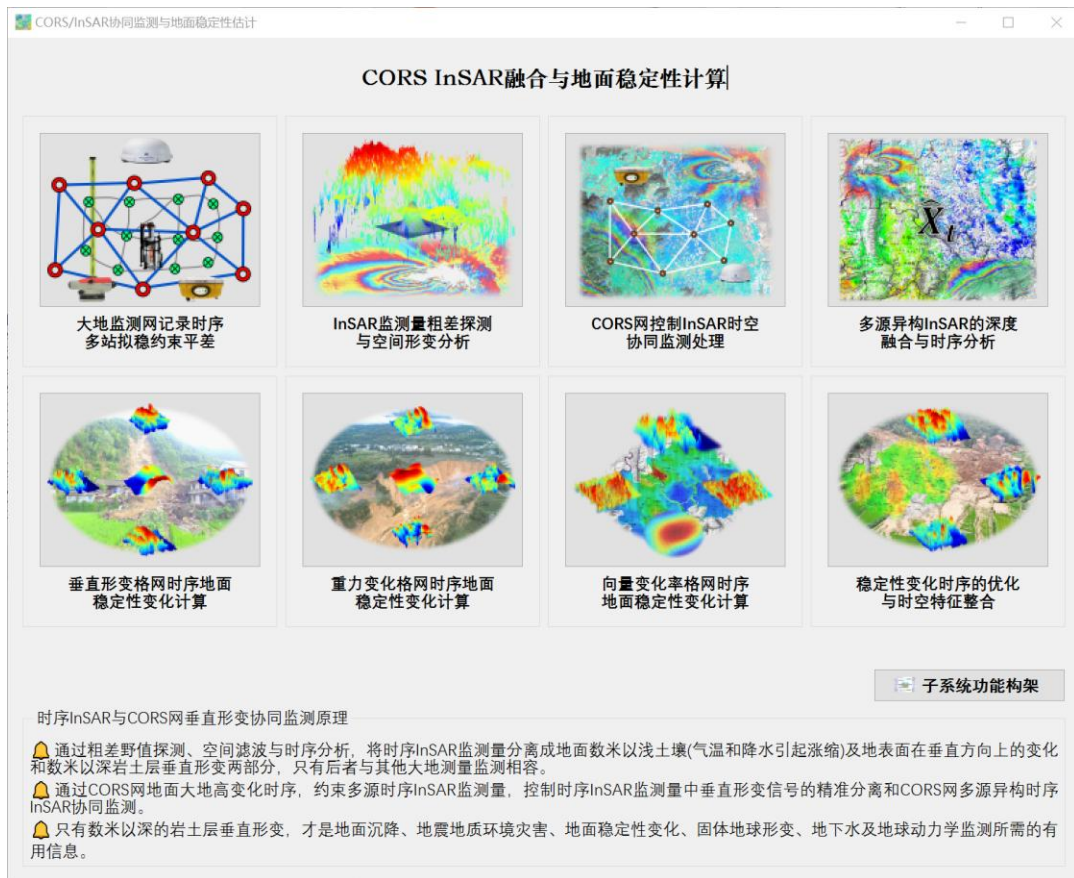 CORS/InSAR协同监测与地面稳定性估计
CORS InSAR融合与地面稳定性计算
大地监测网记录时序
多站拟稳约束平差
InSAR监测量粗差探测
与空间形变分析
CORS网控制InSAR时空
协同监测处理
X̂t
多源异构InSAR的深度
融合与时序分析
垂直形变格网时序地面
稳定性变化计算
重力变化格网时序地面
稳定性变化计算
向量变化率格网时序
地面稳定性变化计算
稳定性变化时序的优化
与时空特征整合
子系统功能构架
时序InSAR与CORS网垂直形变协同监测原理
通过粗差野值探测、空间滤波与时序分析，将时序InSAR监测量分离成地面数米以浅土壤(气温和降水引起涨缩)及地表面在垂直方向上的变化
和数米以深岩土层垂直形变两部分，只有后者与其他大地测量监测相容。
通过CORS网地面大地高变化时序，约束多源时序InSAR监测量，控制时序InSAR监测量中垂直形变信号的精准分离和CORS网多源异构时序
InSAR协同监测。
只有数米以深的岩土层垂直形变，才是地面沉降、地震地质环境灾害、地面稳定性变化、固体地球形变、地下水及地球动力学监测所需的有
用信息。